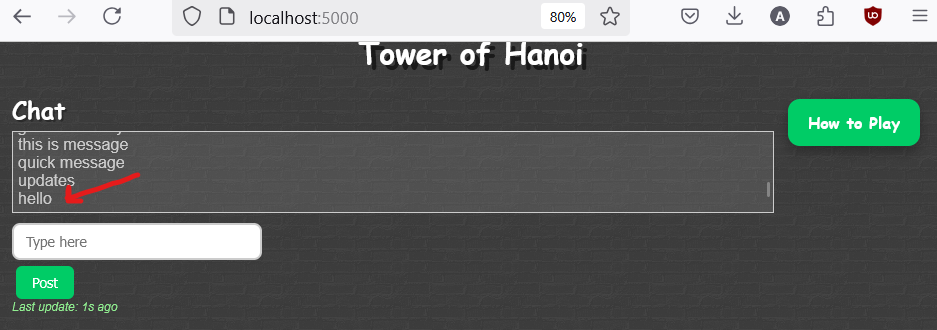 localhost:5000
80%
A
Tower of Hanoi
Chat
How to Play
this is message
quick message
updates
hello
Type here
Post
Last update: 1s ago